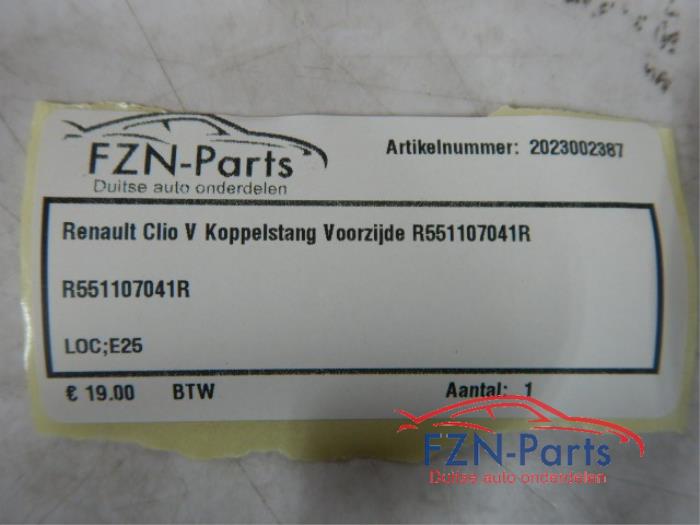 FZN-Parts
Duitse auto onderdelen
Artikelnummer: 2023002387
Renault Clio V Koppelstang Voorzijde R551107041R
R551107041R
LOC;E25
€ 19.00 BTW Aantal: 1
FZN-Parts
Duitse auto onderdelen